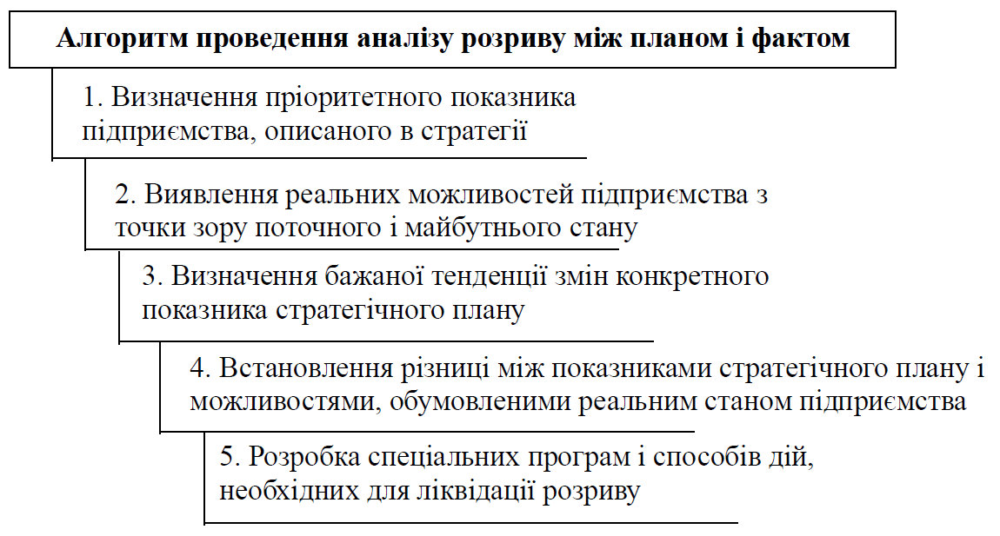 Алгоритм проведення аналізу розриву між планом і фактом
1. Визначення пріоритетного показника
підприємства, описаного в стратегії
2. Виявлення реальних можливостей підприємства з
точки зору поточного і майбутнього стану
3. Визначення бажаної тенденції змін конкретного
показника стратегічного плану
4. Встановлення різниці між показниками стратегічного плану і
можливостями, обумовленими реальним станом підприємства
5. Розробка спеціальних програм і способів дій,
необхідних для ліквідації розриву